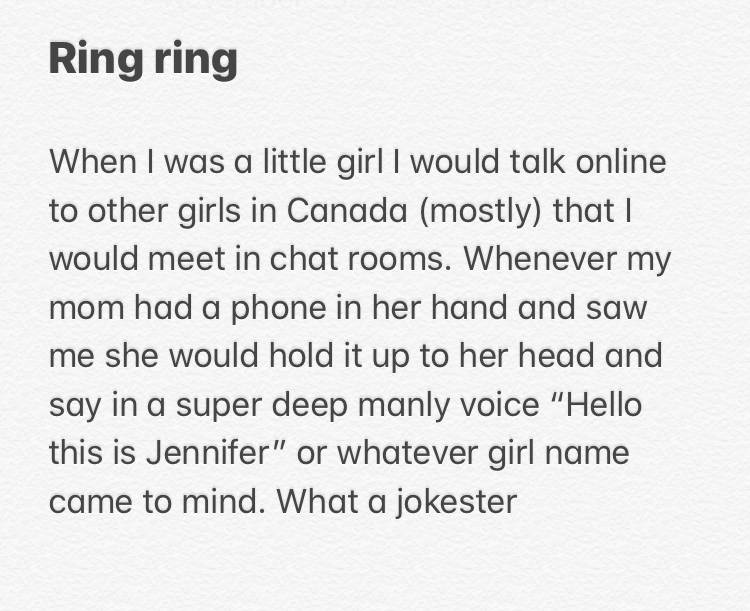 Ring ring
When I was a little girl I would talk online
to other girls in Canada (mostly) that I
would meet in chat rooms. Whenever my
mom had a phone in her hand and saw
me she would hold it up to her head and
say in a super deep manly voice “Hello
this is Jennifer” or whatever girl name
came to mind. What a jokester